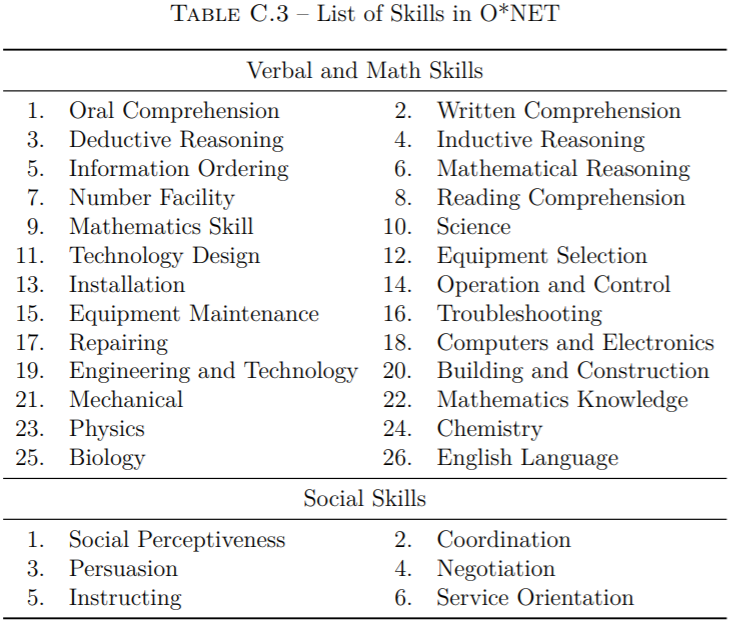 TABLE C.3 – List of Skills in O*NET
Verbal and Math Skills
1. Oral Comprehension 2. Written Comprehension
3. Deductive Reasoning 4. Inductive Reasoning
5. Information Ordering 6. Mathematical Reasoning
7. Number Facility 8. Reading Comprehension
9. Mathematics Skill 10. Science
11. Technology Design 12. Equipment Selection
13. Installation 14. Operation and Control
15. Equipment Maintenance 16. Troubleshooting
17. Repairing 18. Computers and Electronics
19. Engineering and Technology 20. Building and Construction
21. Mechanical 22. Mathematics Knowledge
23. Physics 24. Chemistry
25. Biology 26. English Language
Social Skills
1. Social Perceptiveness 2. Coordination
3. Persuasion 4. Negotiation
5. Instructing 6. Service Orientation